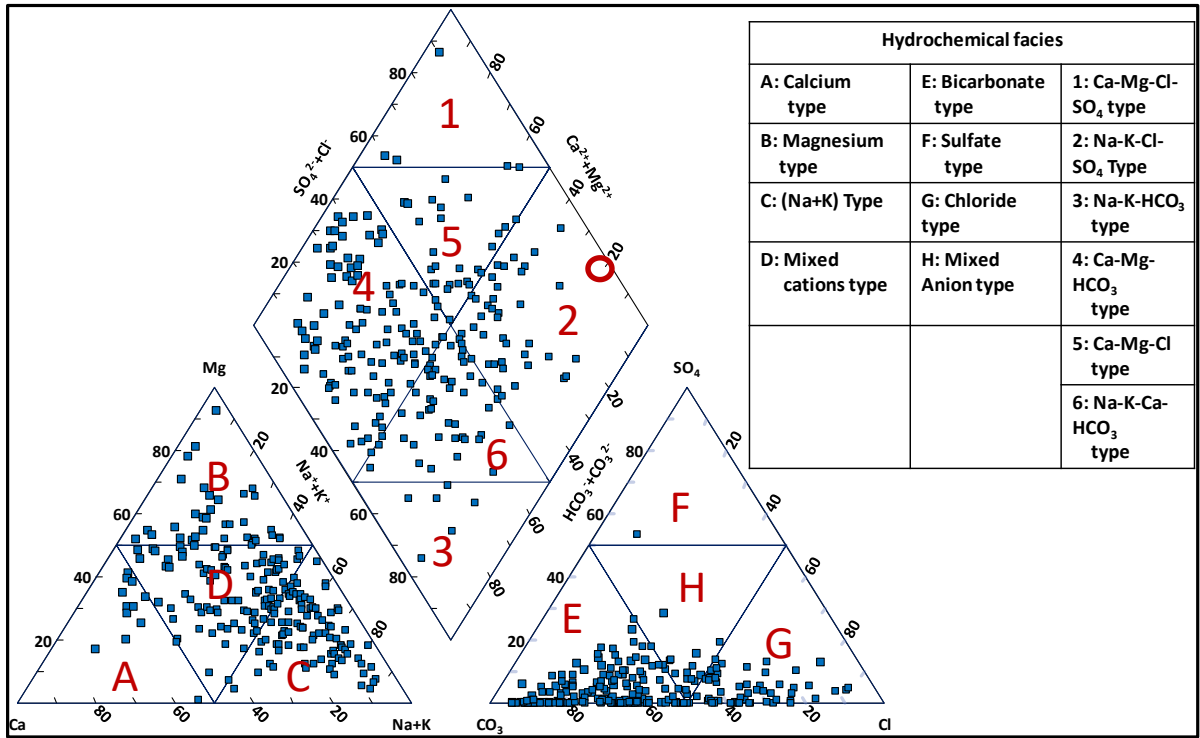 Hydrochemical facies
A: Calcium
type
E: Bicarbonate
type
1: Ca-Mg-Cl-
SO₄ type
B: Magnesium
type
F: Sulfate
type
2: Na-K-Cl-
SO₄ Type
C: (Na+K) Type
G: Chloride
type
3: Na-K-HCO₃
type
D: Mixed
cations type
H: Mixed
Anion type
4: Ca-Mg-
HCO₃
type
5: Ca-Mg-Cl
type
6: Na-K-Ca-
HCO₃
type
80
80
1
60
60
SO₄²⁻+Cl⁻
Ca²⁺+Mg²⁺
40
40
5
20
20
4
2
20
20
6
40
40
Na⁺+K⁺
HCO₃⁻+CO₃²⁻
60
60
3
80
80
Mg
20
80
B
40
60
60
40
D
80
20
A
C
Ca
80
60
40
20
Na+K
SO₄
20
80
40
F
60
60
40
H
80
E
20
G
CO₃
80
60
40
20
Cl